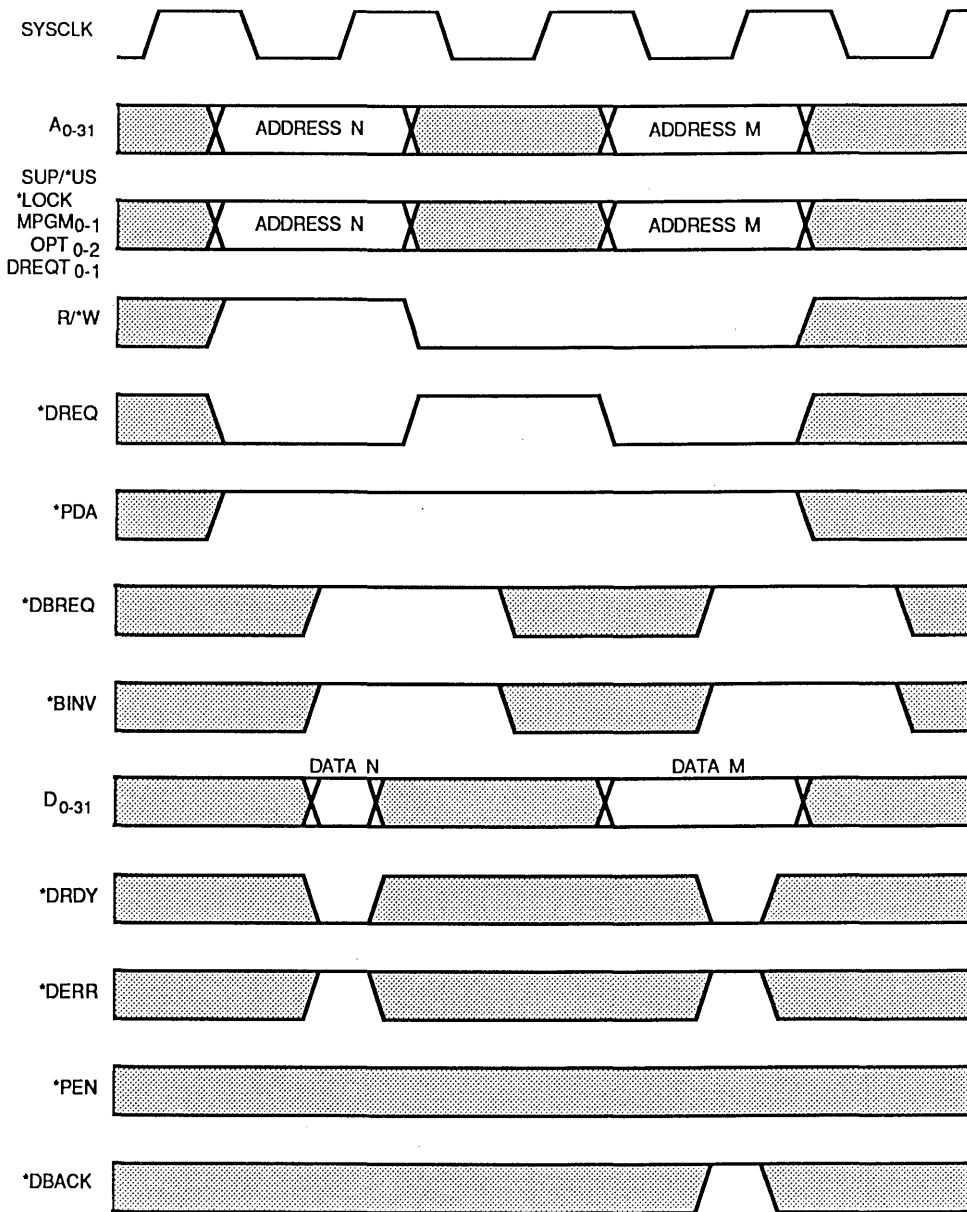 SYSCLK
A0-31
ADDRESS N
ADDRESS M
SUP/*US
*LOCK
MPGM0-1
OPT 0-2
DREQT 0-1
ADDRESS N
ADDRESS M
R/*W
*DREQ
*PDA
*DBREQ
*BINV
DATA N
DATA M
D0-31
*DRDY
*DERR
*PEN
*DBACK